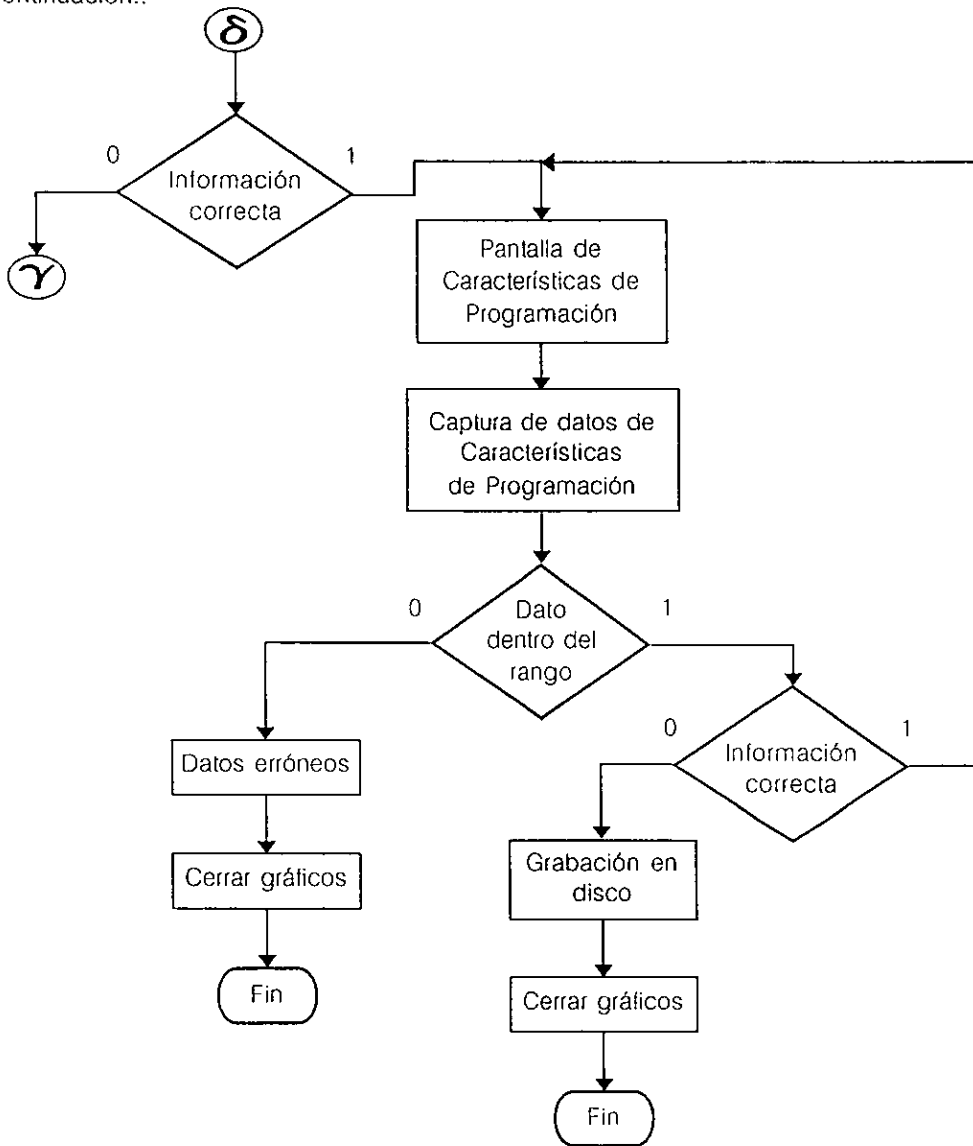 δ
0
1
Información
correcta
γ
Pantalla de
Características de
Programación
Captura de datos de
Características
de Programación
0
1
Dato
dentro del
rango
0
1
Información
correcta
Datos erróneos
Cerrar gráficos
Fin
Grabación en
disco
Cerrar gráficos
Fin